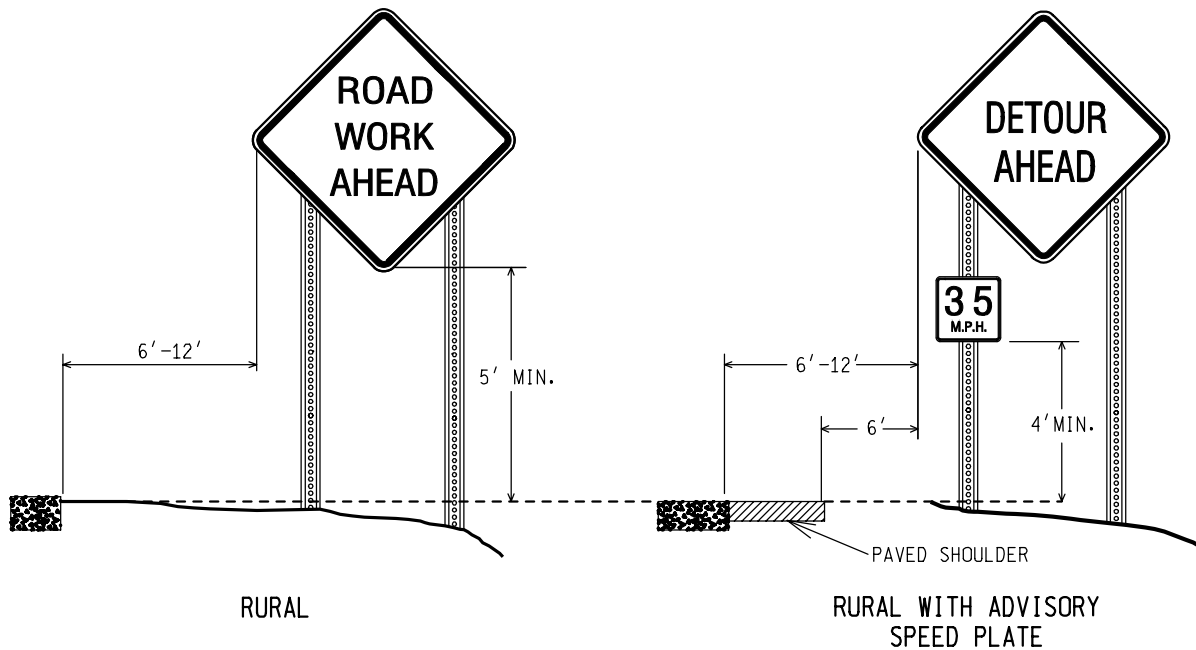 ROAD
WORK
AHEAD
6'-12'
5' MIN.
RURAL
DETOUR
AHEAD
35
M.P.H.
6'-12'
6'
4'MIN.
PAVED SHOULDER
RURAL WITH ADVISORY
SPEED PLATE